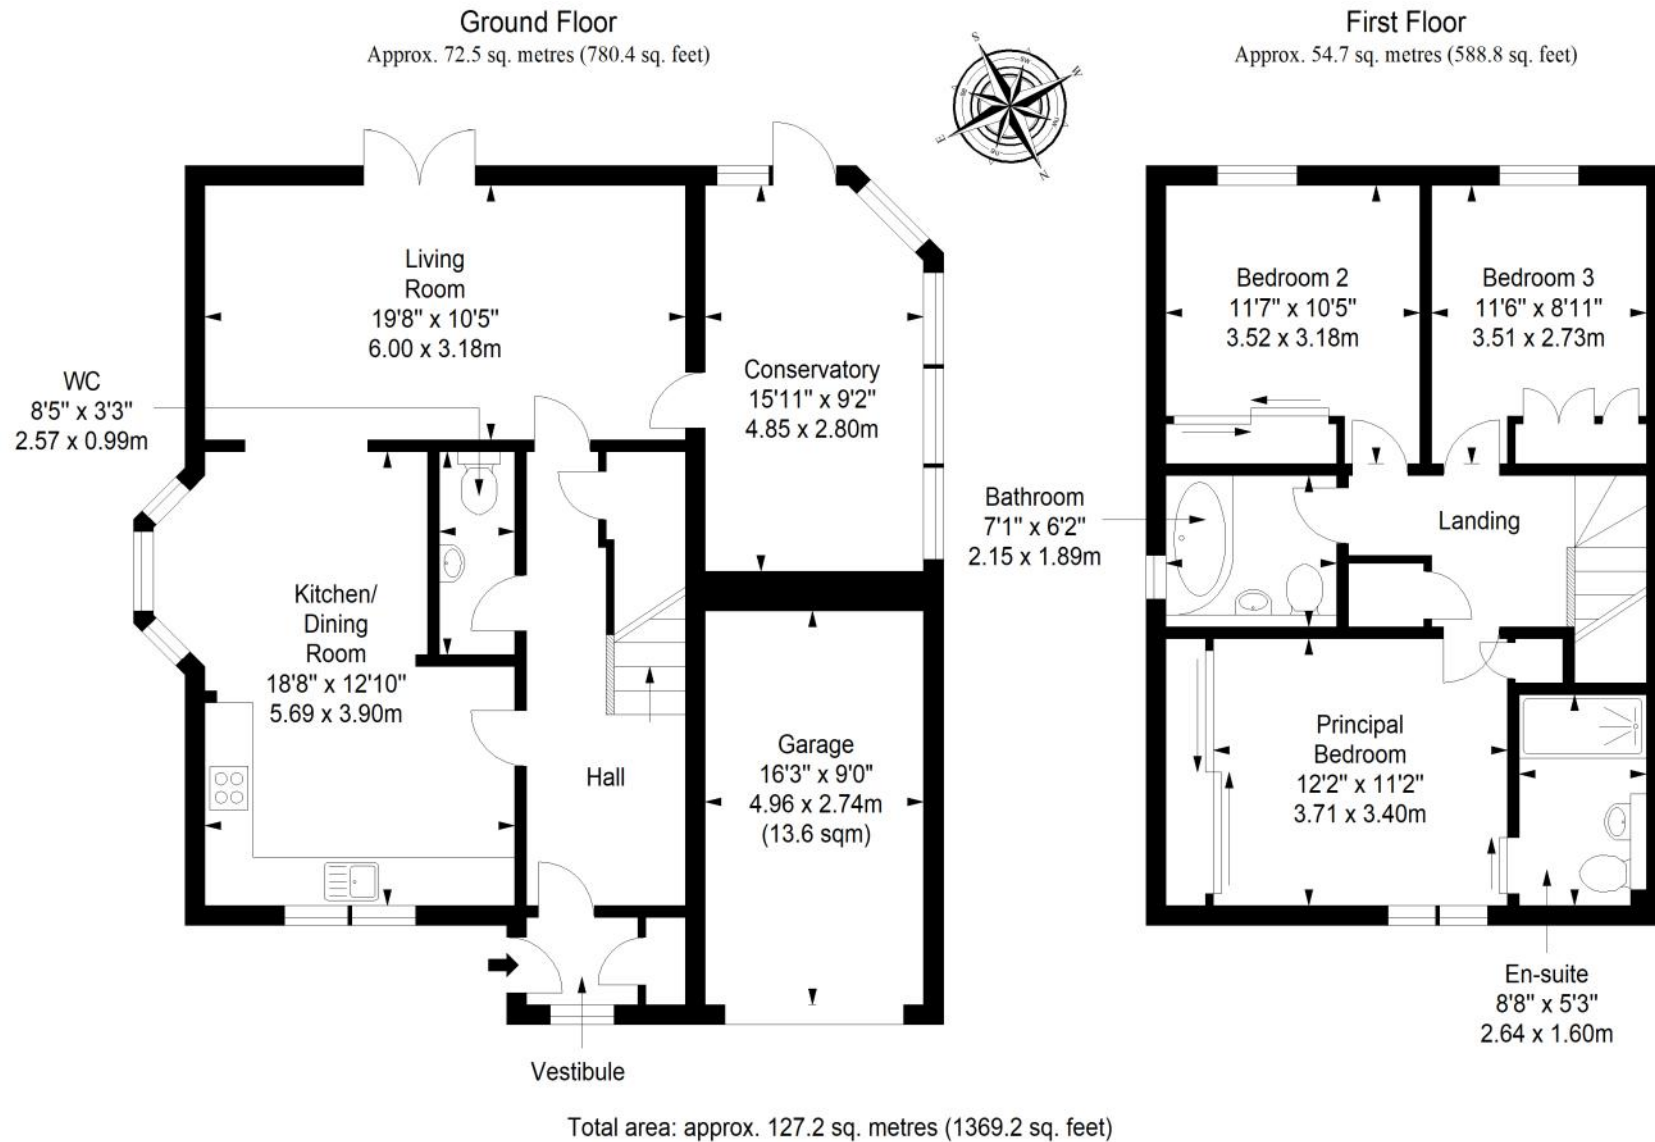 Ground Floor
Approx. 72.5 sq. metres (780.4 sq. feet)
First Floor
Approx. 54.7 sq. metres (588.8 sq. feet)
S
W
E
N
SW
Living
Room
19'8" x 10'5"
6.00 x 3.18m
WC
8'5" x 3'3"
2.57 x 0.99m
Conservatory
15'11" x 9'2"
4.85 x 2.80m
Kitchen/
Dining
Room
18'8" x 12'10"
5.69 x 3.90m
Hall
Garage
16'3" x 9'0"
4.96 x 2.74m
(13.6 sqm)
Vestibule
Bedroom 2
11'7" x 10'5"
3.52 x 3.18m
Bedroom 3
11'6" x 8'11"
3.51 x 2.73m
Bathroom
7'1" x 6'2"
2.15 x 1.89m
Landing
Principal
Bedroom
12'2" x 11'2"
3.71 x 3.40m
En-suite
8'8" x 5'3"
2.64 x 1.60m
Total area: approx. 127.2 sq. metres (1369.2 sq. feet)